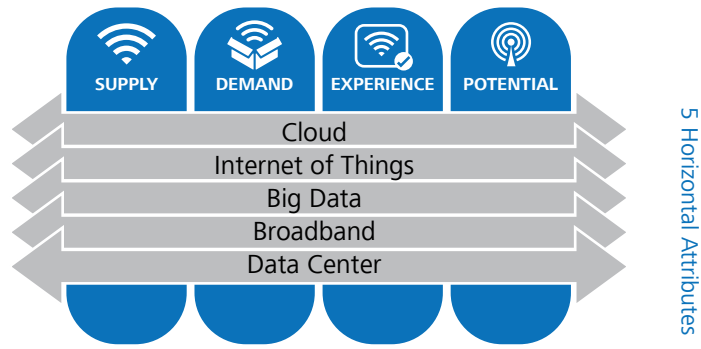 SUPPLY
DEMAND
EXPERIENCE
POTENTIAL
Cloud
Internet of Things
Big Data
Broadband
Data Center
5 Horizontal Attributes